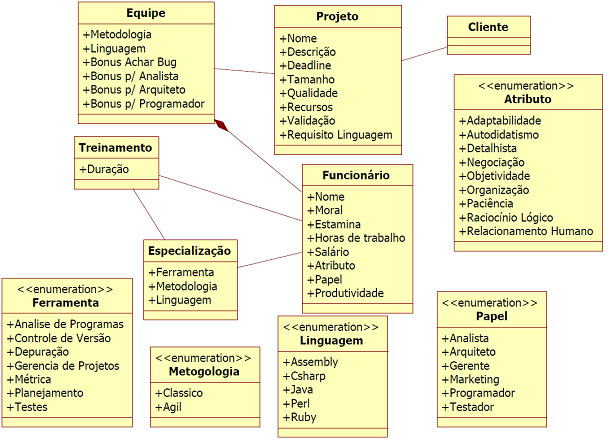 Equipe
+Metodologia
+Linguagem
+Bonus Achar Bug
+Bonus p/ Analista
+Bonus p/ Arquiteto
+Bonus p/ Programador
Projeto
+Nome
+Descrição
+Deadline
+Tamanho
+Qualidade
+Recursos
+Validação
+Requisito Linguagem
Cliente
<<enumeration>>
Atributo
+Adaptabilidade
+Autodidatismo
+Detalhista
+Negociação
+Objetividade
+Organização
+Paciência
+Raciocínio Lógico
+Relacionamento Humano
Treinamento
+Duração
Funcionário
+Nome
+Moral
+Estamina
+Horas de trabalho
+Salário
+Atributo
+Papel
+Produtividade
Especialização
+Ferramenta
+Metodologia
+Linguagem
<<enumeration>>
Ferramenta
+Analise de Programas
+Controle de Versão
+Depuração
+Gerencia de Projetos
+Métrica
+Planejamento
+Testes
<<enumeration>>
Metogologia
+Classico
+Agil
<<enumeration>>
Linguagem
+Assembly
+Csharp
+Java
+Perl
+Ruby
<<enumeration>>
Papel
+Analista
+Arquiteto
+Gerente
+Marketing
+Programador
+Testador